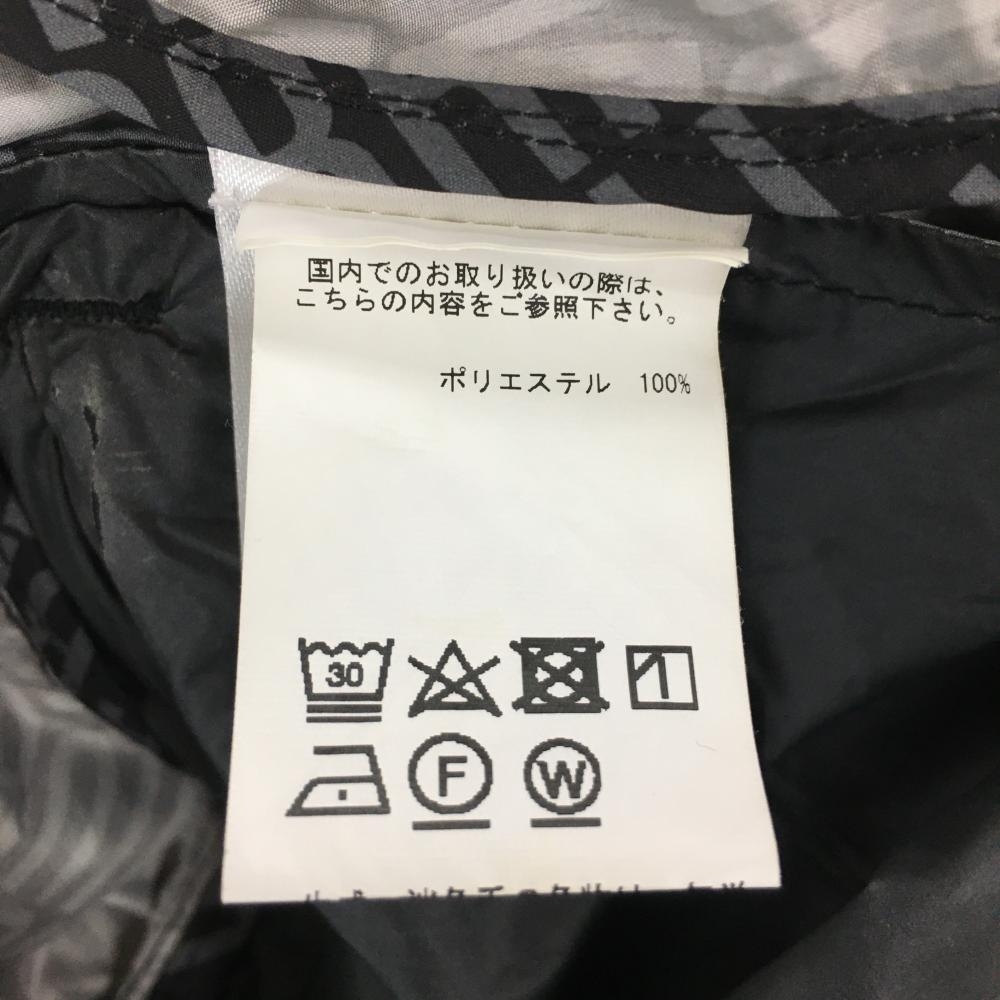 国内でのお取り扱いの際は、
こちらの内容をご参照下さい。
ポリエステル 100%
30
F
W